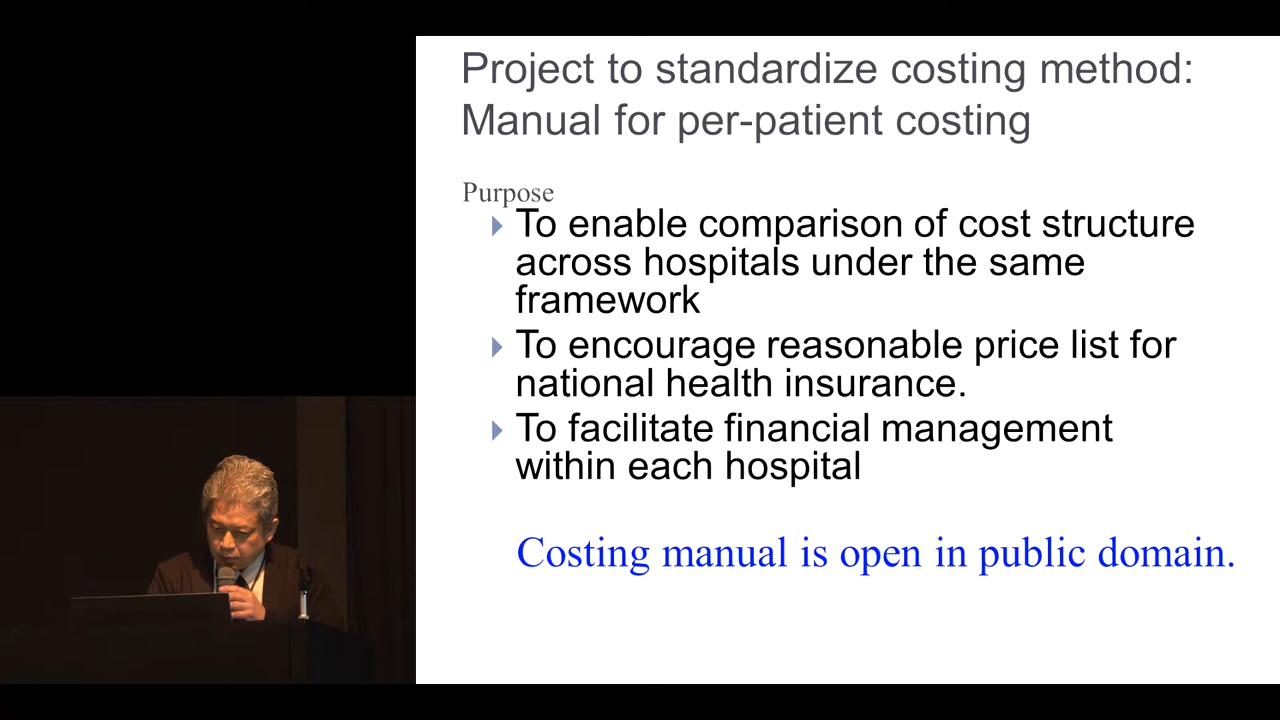 Project to standardize costing method:
Manual for per-patient costing
Purpose
To enable comparison of cost structure
across hospitals under the same
framework
To encourage reasonable price list for
national health insurance.
To facilitate financial management
within each hospital
Costing manual is open in public domain.